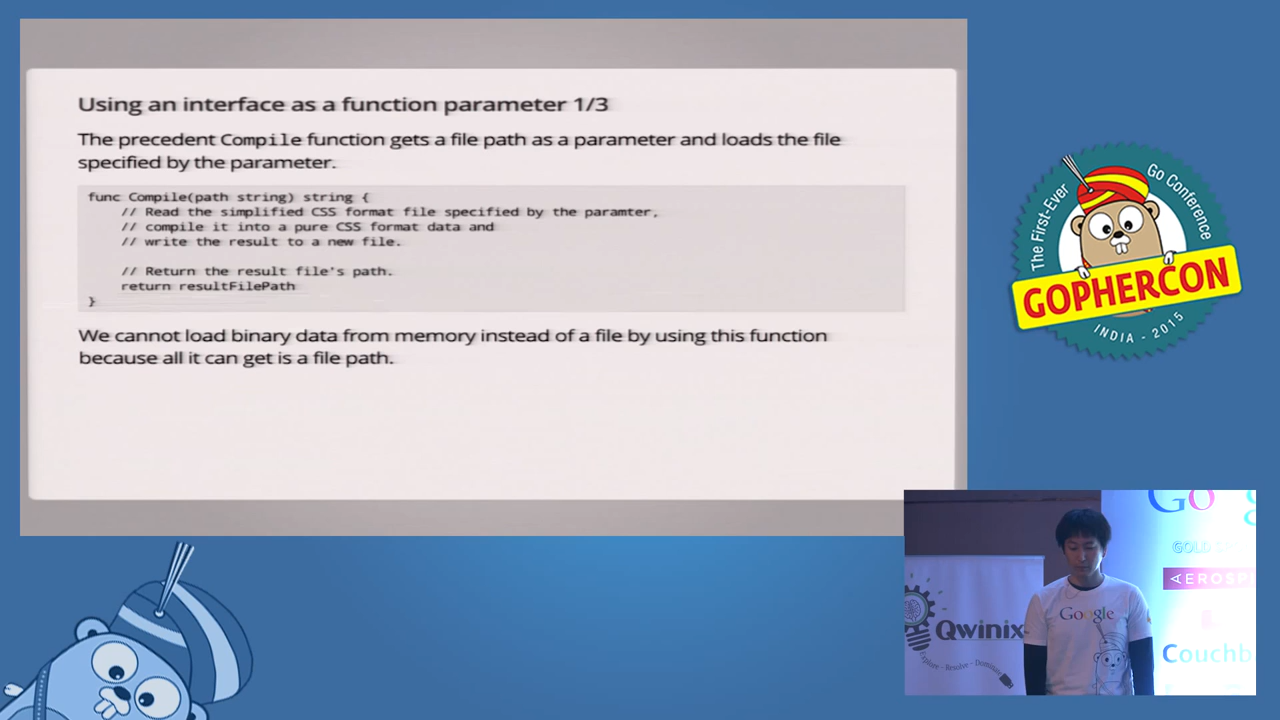 Using an interface as a function parameter 1/3
The precedent Compile function gets a file path as a parameter and loads the file
specified by the parameter.
func Compile(path string) string {
// Read the simplified CSS format file specified by the paramter,
// compile it into a pure CSS format data and
// write the result to a new file.
// Return the result file's path.
return resultFilePath
}
We cannot load binary data from memory instead of a file by using this function
because all it can get is a file path.
The First-Ever
Go Conference
GOPHERCON
INDIA - 2015
Goo
GOLD
AEROSP
Qwinix
Explore - Resolve - Dominate
Google
Couchb